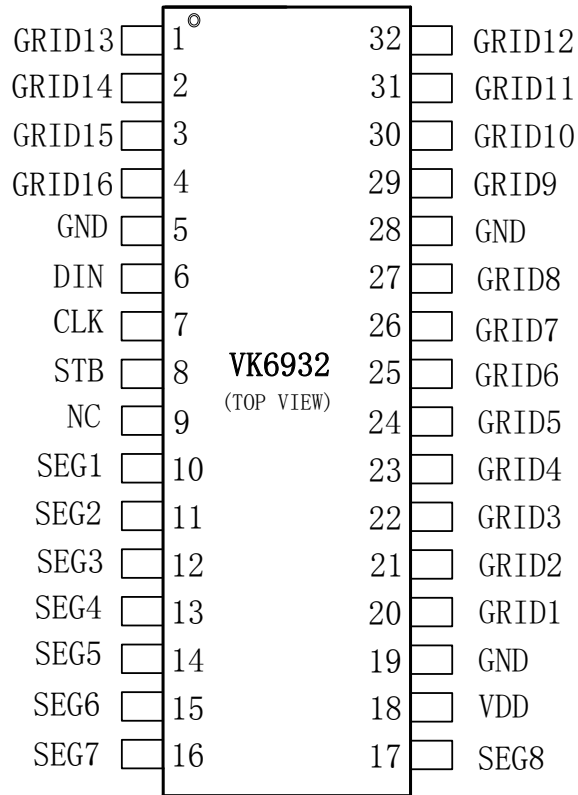 GRID13 1 32 GRID12
GRID14 2 31 GRID11
GRID15 3 30 GRID10
GRID16 4 29 GRID9
GND 5 28 GND
DIN 6 27 GRID8
CLK 7 26 GRID7
STB 8 25 GRID6
VK6932
(TOP VIEW)
NC 9 24 GRID5
SEG1 10 23 GRID4
SEG2 11 22 GRID3
SEG3 12 21 GRID2
SEG4 13 20 GRID1
SEG5 14 19 GND
SEG6 15 18 VDD
SEG7 16 17 SEG8